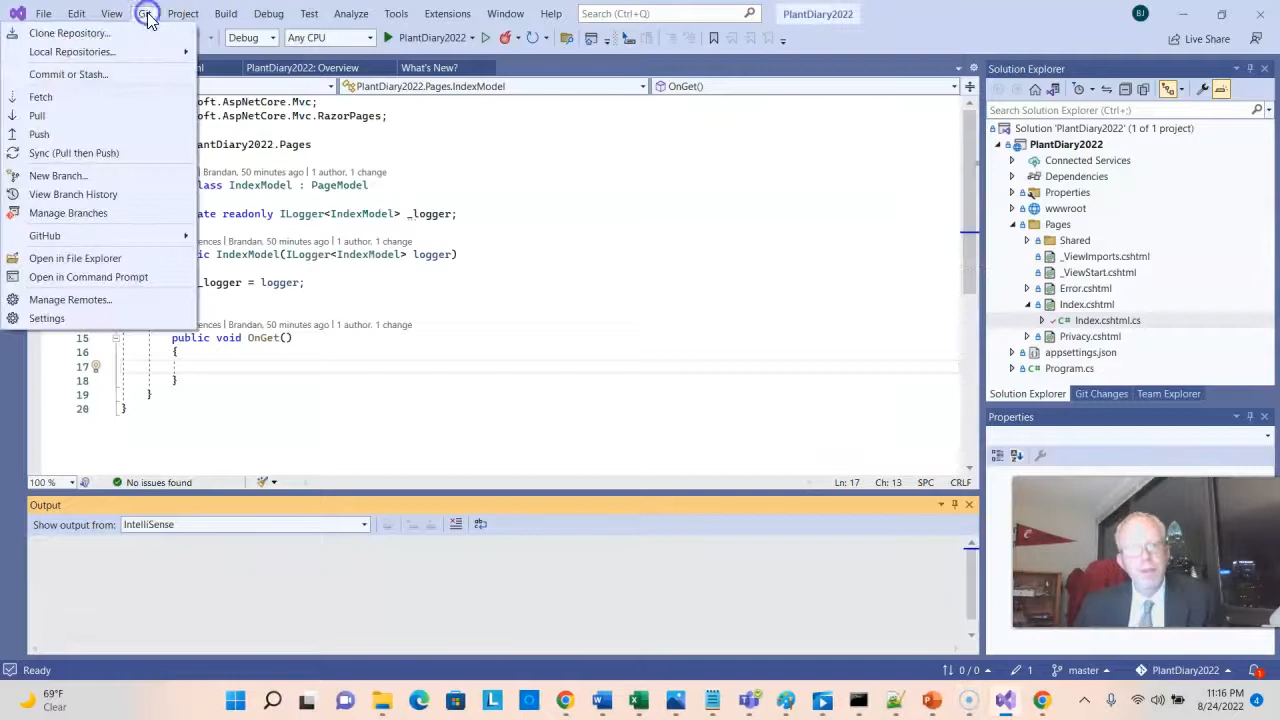 File Edit View Git Project Build Debug Test Analyze Tools Extensions Window Help Search (Ctrl+Q) PlantDiary2022 BJ
Debug Any CPU PlantDiary2022 Live Share
Clone Repository...
Local Repositories...
Commit or Stash...
Fetch
Pull
Push
Sync (Pull then Push)
New Branch...
View Branch History
Manage Branches
GitHub
Open in File Explorer
Open in Command Prompt
Manage Remotes...
Settings
PlantDiary2022: Overview What's New?
PlantDiary2022.Pages.IndexModel OnGet()
oft.AspNetCore.Mvc;
oft.AspNetCore.Mvc.RazorPages;
antDiary2022.Pages
Brandan, 50 minutes ago | 1 author, 1 change
lass IndexModel : PageModel
ate readonly ILogger<IndexModel> _logger;
ences | Brandan, 50 minutes ago | 1 author, 1 change
ic IndexModel(ILogger<IndexModel> logger)
_logger = logger;
ences | Brandan, 50 minutes ago | 1 author, 1 change
15 public void OnGet()
16 {
17
18 }
19 }
20 }
100 % No issues found Ln: 17 Ch: 13 SPC CRLF
Output
Show output from: IntelliSense
Solution Explorer
Search Solution Explorer (Ctrl+;)
Solution 'PlantDiary2022' (1 of 1 project)
PlantDiary2022
Connected Services
Dependencies
Properties
wwwroot
Pages
Shared
_ViewImports.cshtml
_ViewStart.cshtml
Error.cshtml
Index.cshtml
Index.cshtml.cs
Privacy.cshtml
appsettings.json
Program.cs
Solution Explorer Git Changes Team Explorer
Properties
C
Ready 0 / 0 1 master PlantDiary2022 1
69°F
Clear
11:16 PM
8/24/2022
4